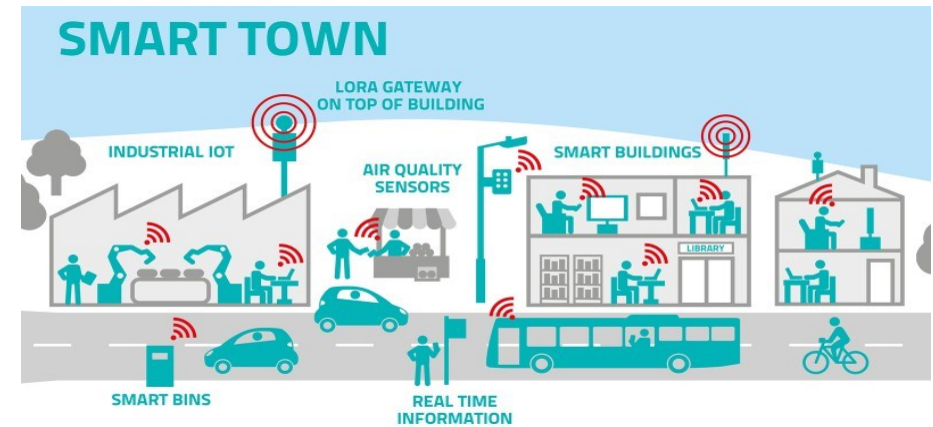 SMART TOWN
LORA GATEWAY
ON TOP OF BUILDING
INDUSTRIAL IOT
AIR QUALITY
SENSORS
SMART BUILDINGS
LIBRARY
SMART BINS
REAL TIME
INFORMATION